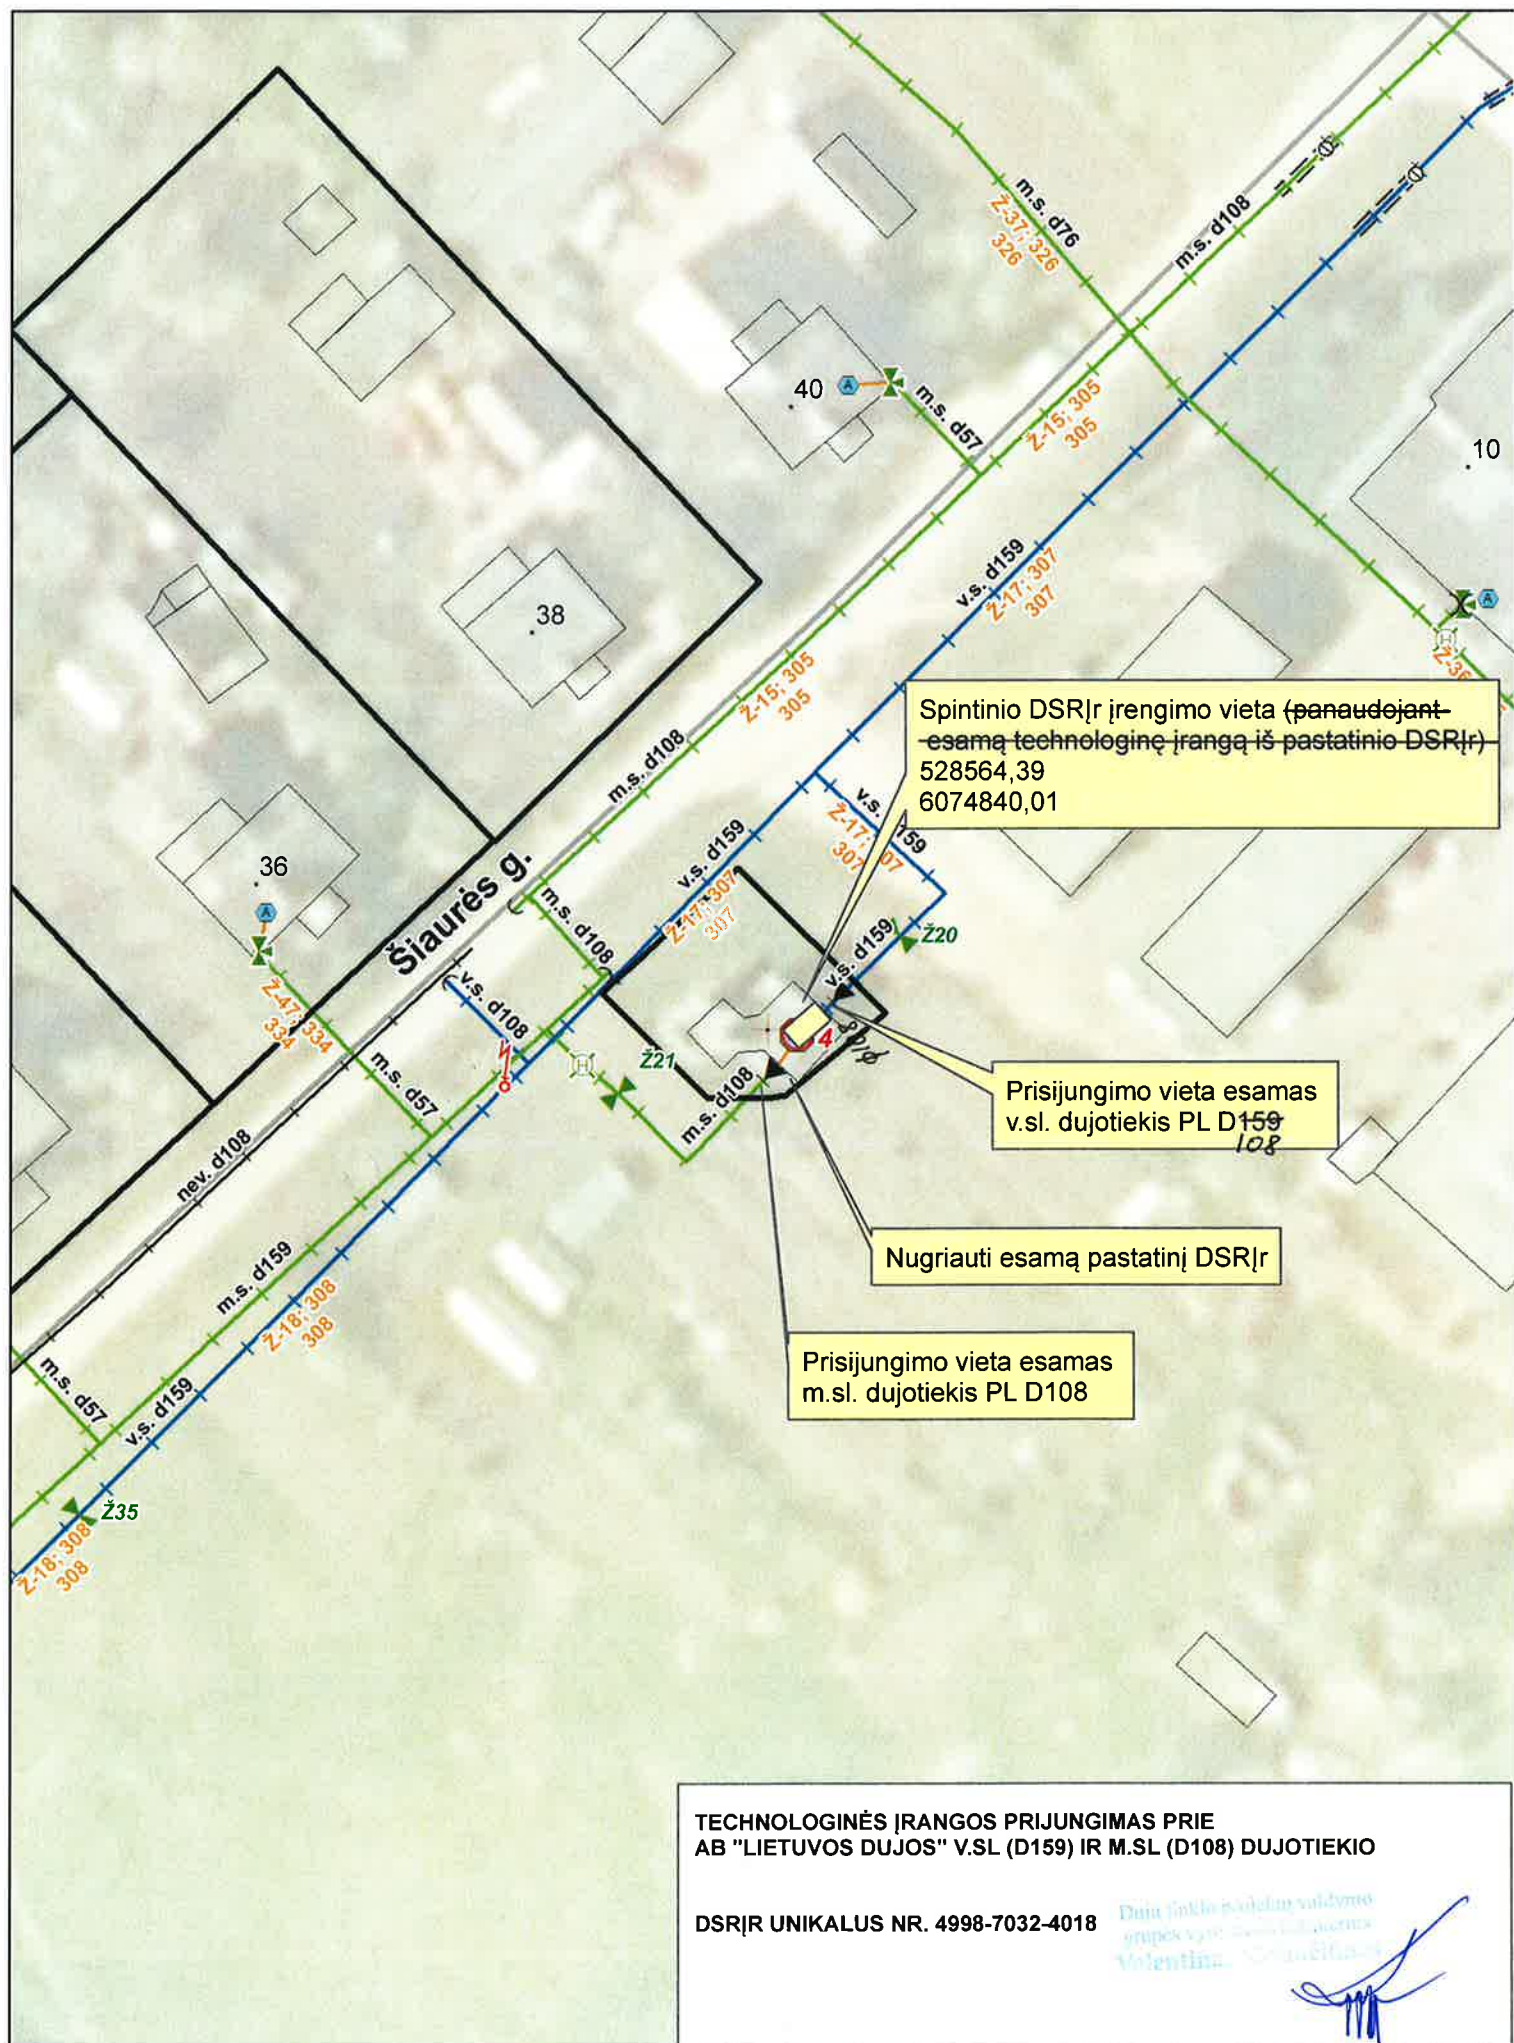 m.s. d76
Ž-37; 326
326
m.s. d108
40
A
m.s. d57
Ž-15; 305
305
10
A
H
Ž-36
38
v.s. d159
Ž-17; 307
307
Ž-15; 305
305
m.s. d108
Spintinio DSRĮr įrengimo vieta (panaudojant
esamą technologinę įrangą iš pastatinio DSRĮr)
528564,39
6074840,01
v.s. d159
Ž-17; 307
307
v.s. 159
Ž-17; 307
307
36
A
Šiaurės g.
m.s. d108
v.s. d108
v.s. d159
Ž20
Ž-47; 334
334
m.s. d57
H
Ž21
4
m.s. d108
Prisijungimo vieta esamas
v.sl. dujotiekis PL D159
108
nev. d108
Nugriauti esamą pastatinį DSRĮr
m.s. d159
Ž-18; 308
308
Prisijungimo vieta esamas
m.sl. dujotiekis PL D108
m.s. d57
v.s. d159
Ž35
Ž-18; 308
308
TECHNOLOGINĖS ĮRANGOS PRIJUNGIMAS PRIE
AB "LIETUVOS DUJOS" V.SL (D159) IR M.SL (D108) DUJOTIEKIO
DSRĮR UNIKALUS NR. 4998-7032-4018
valdymo
grupės